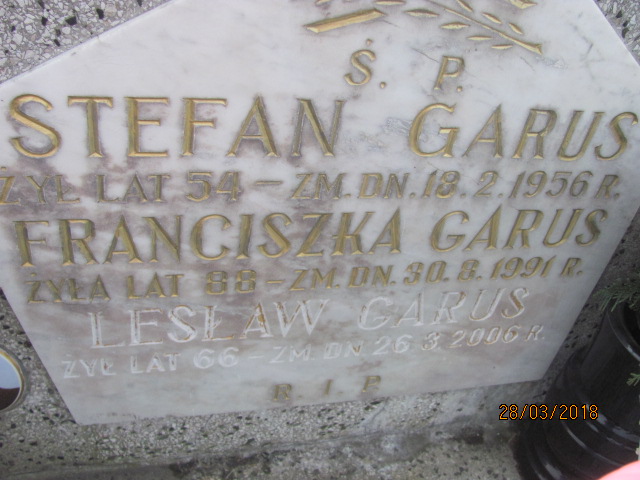 Ś. P.
STEFAN GARUS
ŻYŁ LAT 54 – ZM. DN. 18. 2. 1956 R.
FRANCISZKA GARUS
ŻYŁA LAT 88 – ZM. DN. 30. 8. 1991 R.
LESŁAW GARUS
ŻYŁ LAT 66 – ZM DN 26 3. 2006 R.
R. I. P.
28/03/2018